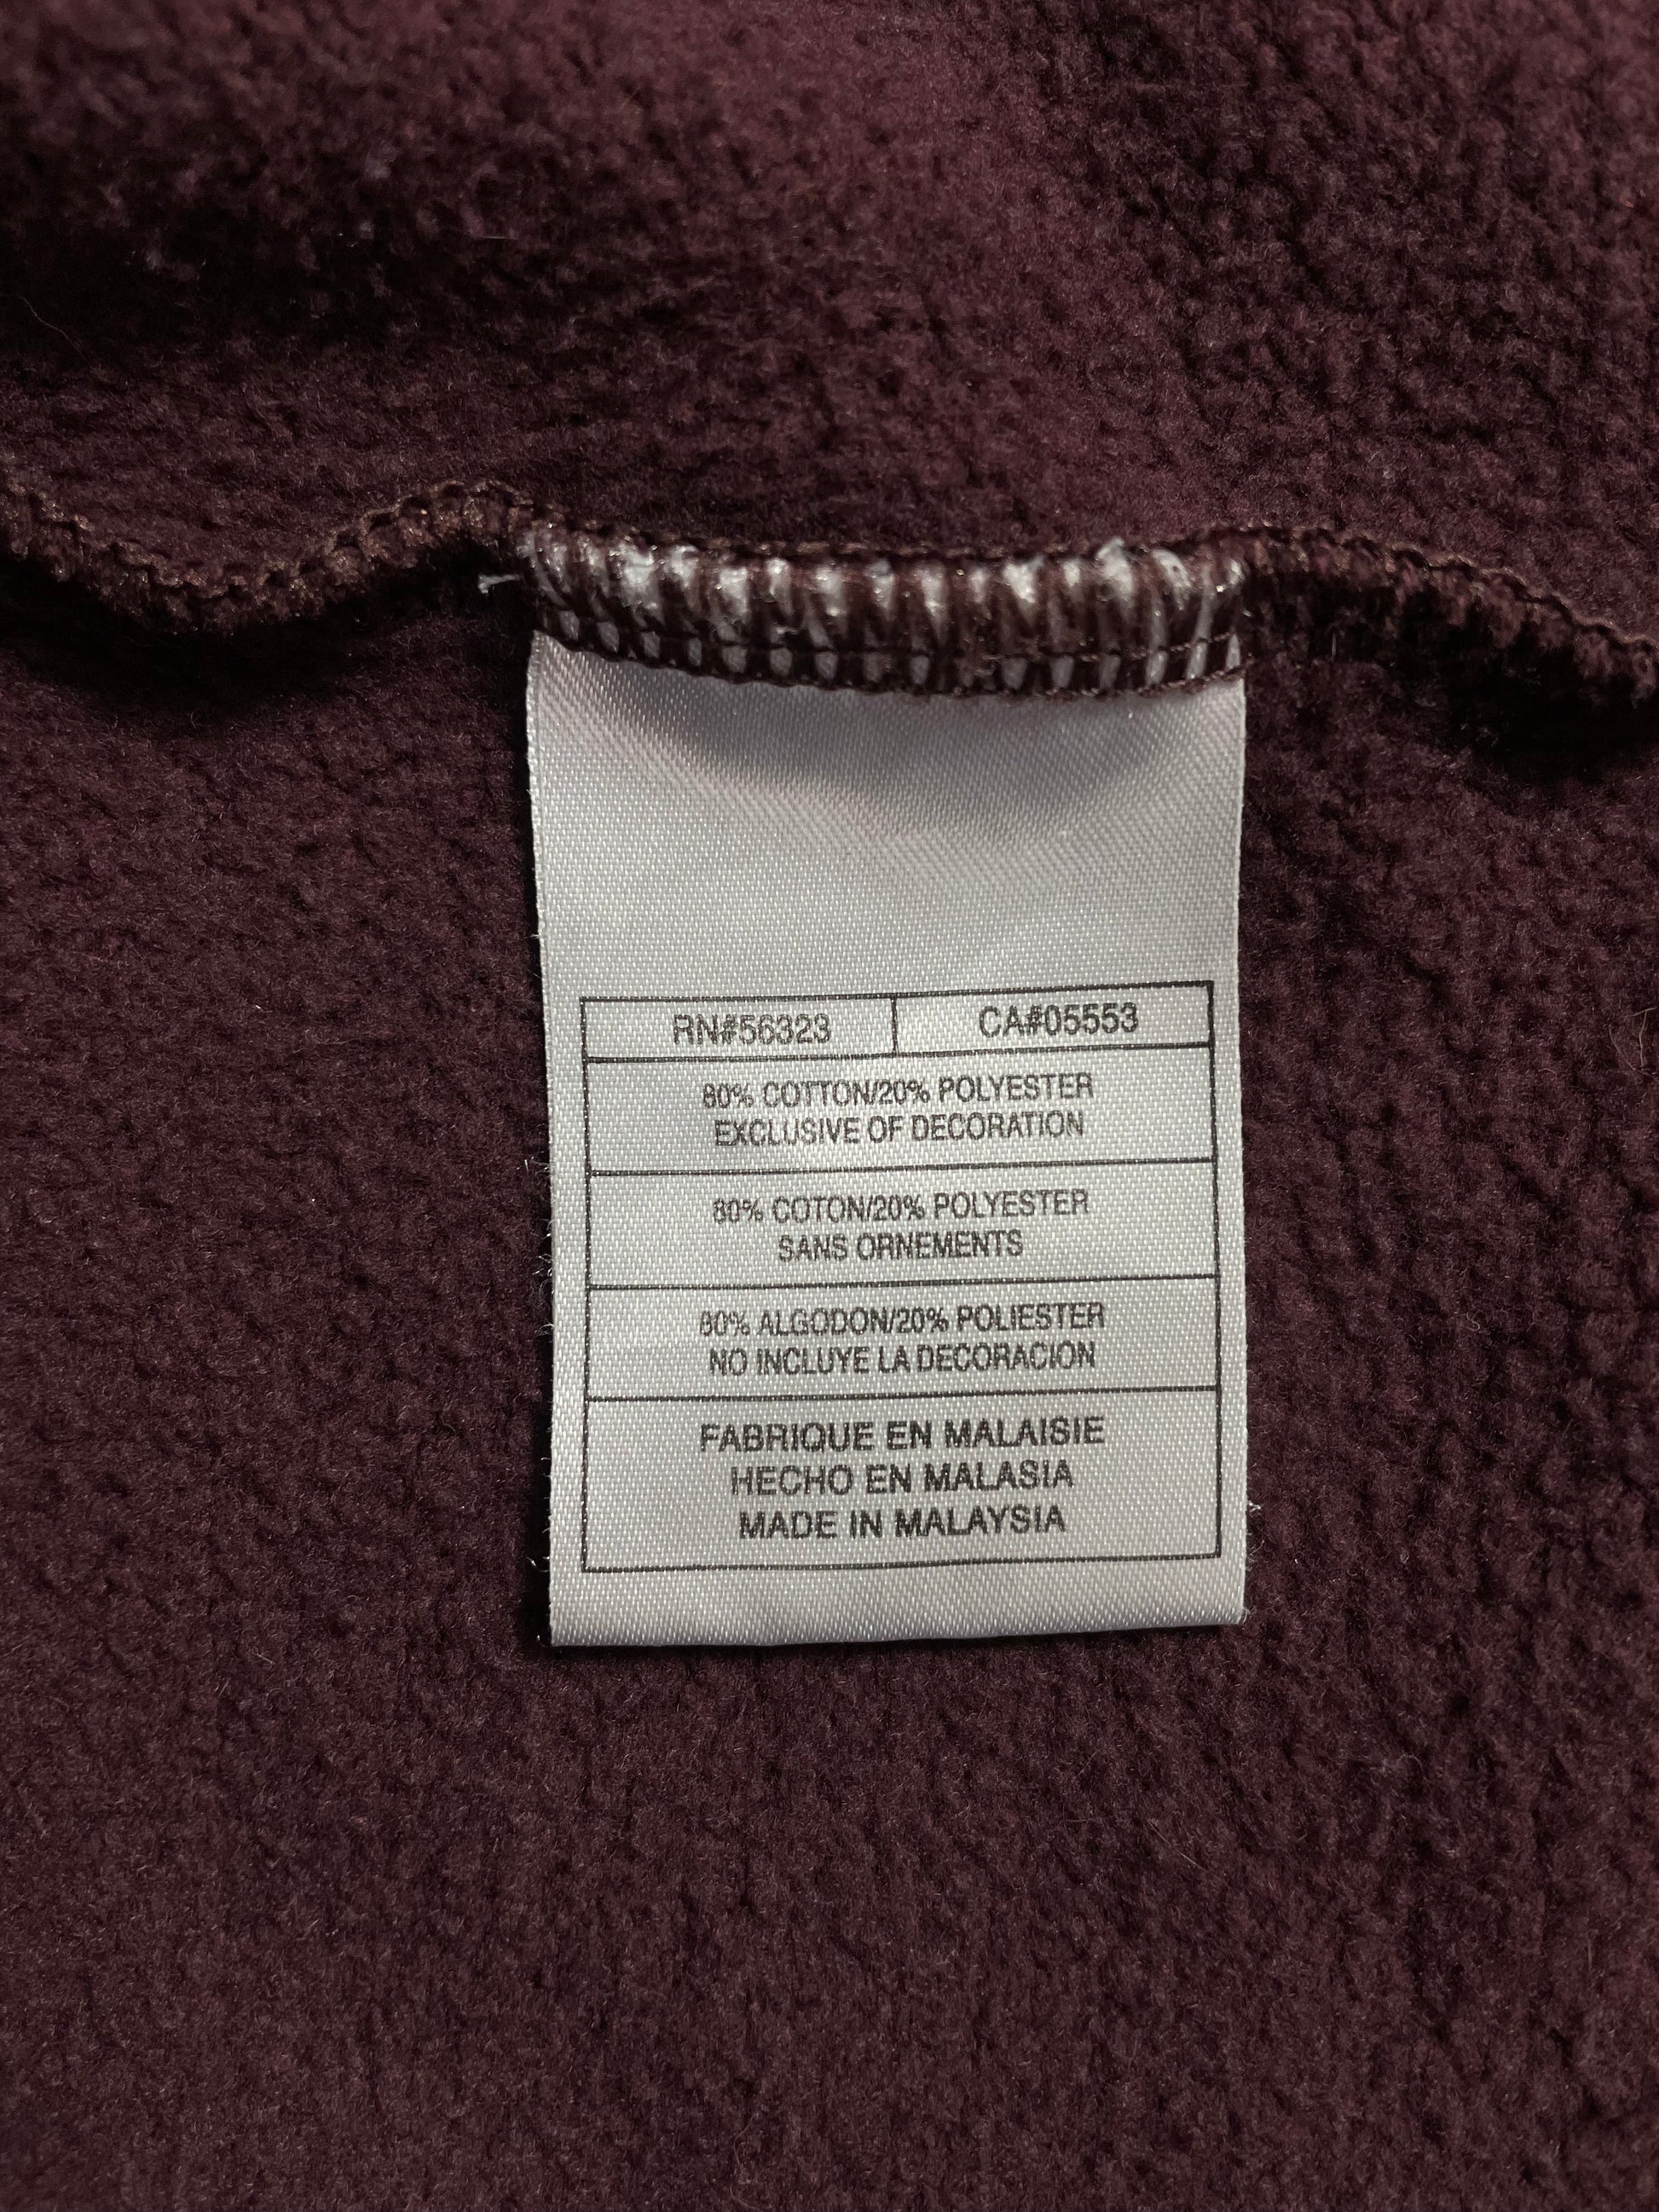 RN#56323 CA#05553
80% COTTON/20% POLYESTER
EXCLUSIVE OF DECORATION
80% COTON/20% POLYESTER
SANS ORNEMENTS
80% ALGODON/20% POLIESTER
NO INCLUYE LA DECORACION
FABRIQUE EN MALAISIE
HECHO EN MALASIA
MADE IN MALAYSIA